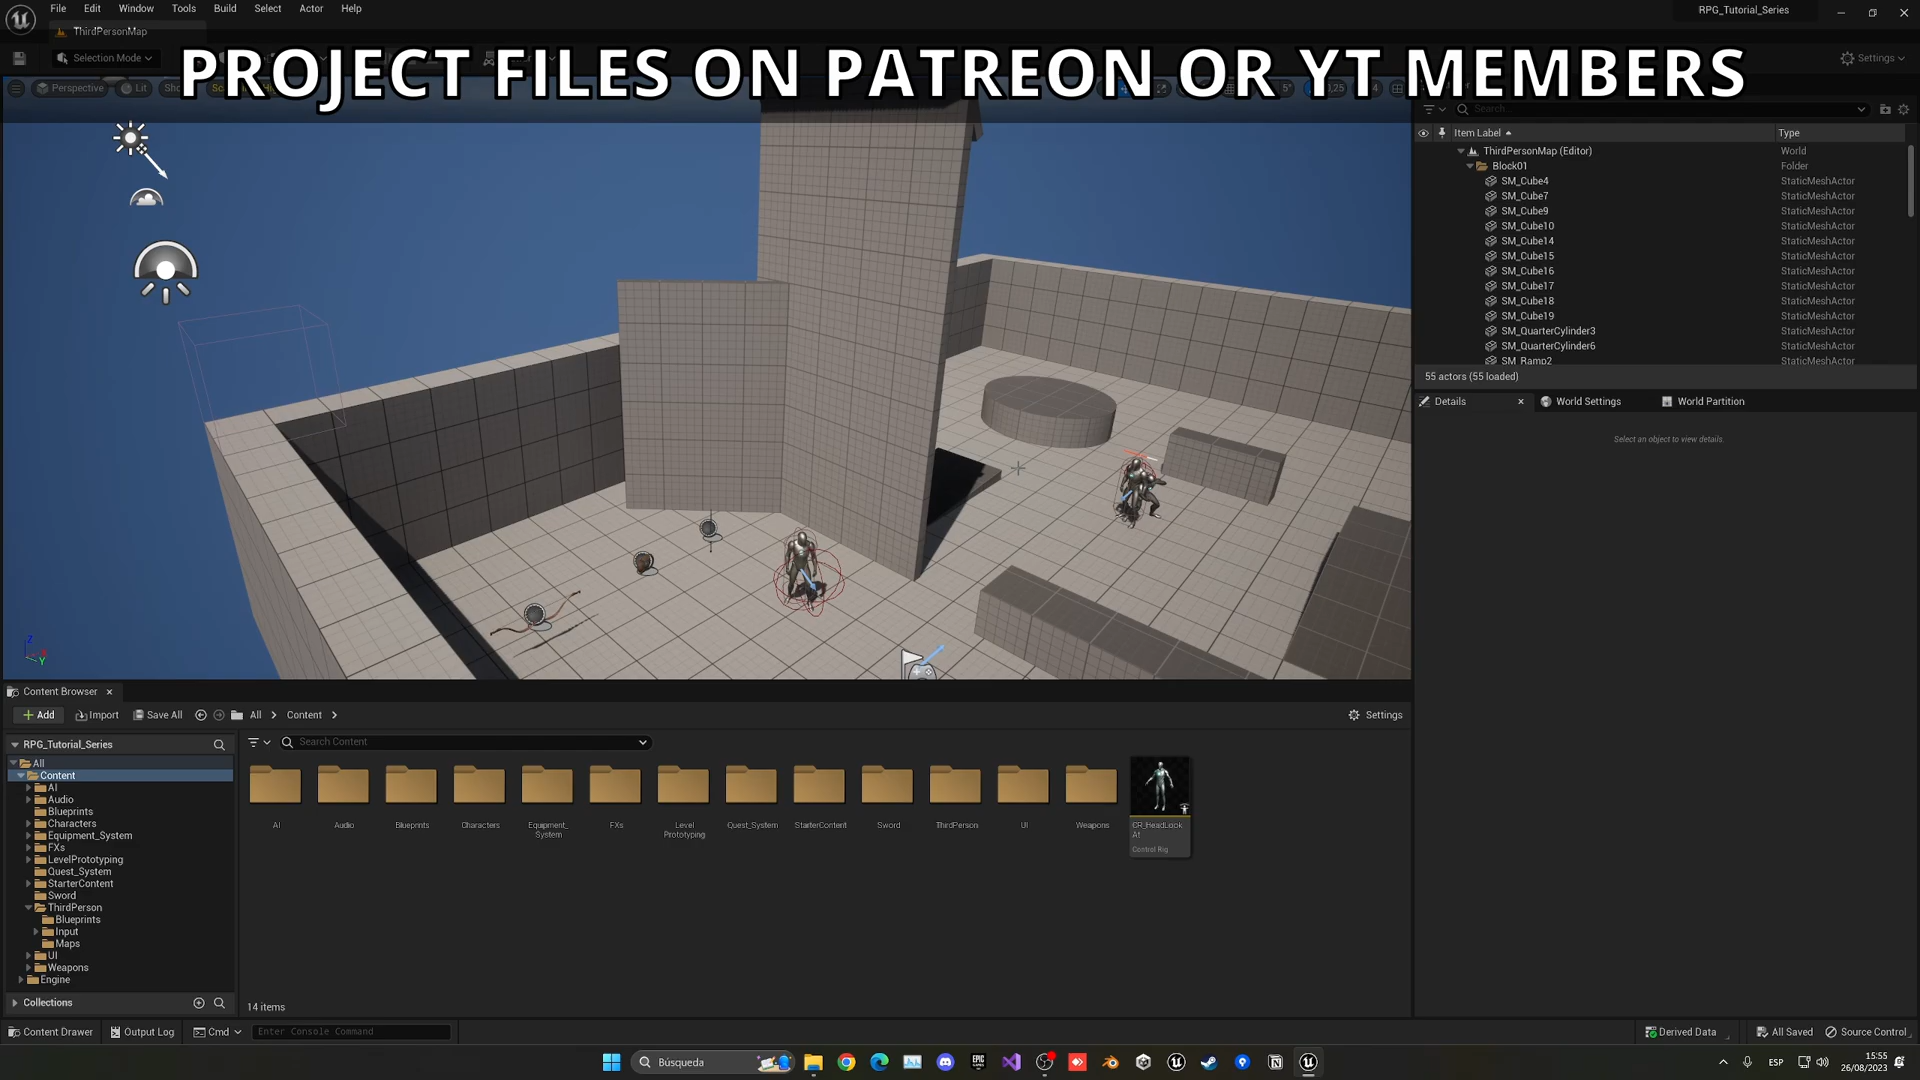 File Edit Window Tools Build Select Actor Help
RPG_Tutorial_Series
ThirdPersonMap
Selection Mode
Settings
PROJECT FILES ON PATREON OR YT MEMBERS
Perspective
Lit
Search...
Item Label
Type
ThirdPersonMap (Editor) World
Block01 Folder
SM_Cube4 StaticMeshActor
SM_Cube7 StaticMeshActor
SM_Cube9 StaticMeshActor
SM_Cube10 StaticMeshActor
SM_Cube14 StaticMeshActor
SM_Cube15 StaticMeshActor
SM_Cube16 StaticMeshActor
SM_Cube17 StaticMeshActor
SM_Cube18 StaticMeshActor
SM_Cube19 StaticMeshActor
SM_QuarterCylinder3 StaticMeshActor
SM_QuarterCylinder6 StaticMeshActor
SM_Ramp2 StaticMeshActor
55 actors (55 loaded)
Details World Settings World Partition
Select an object to view details.
Z
Y
Content Browser
Add Import Save All All Content
Settings
RPG_Tutorial_Series
Search Content
All
Content
AI
Audio
Blueprints
Characters
Equipment_System
FXs
LevelPrototyping
Quest_System
StarterContent
Sword
ThirdPerson
Blueprints
Input
Maps
UI
Weapons
Engine
AI Audio Blueprints Characters Equipment_ FXs Level Quest_System StarterContent Sword ThirdPerson UI Weapons CR_HeadLook
System Prototyping At
Control Rig
Collections
14 items
Content Drawer Output Log Cmd Enter Console Command
Derived Data All Saved Source Control
Búsqueda
EPIC GAMES
ESP
15:55
26/08/2023